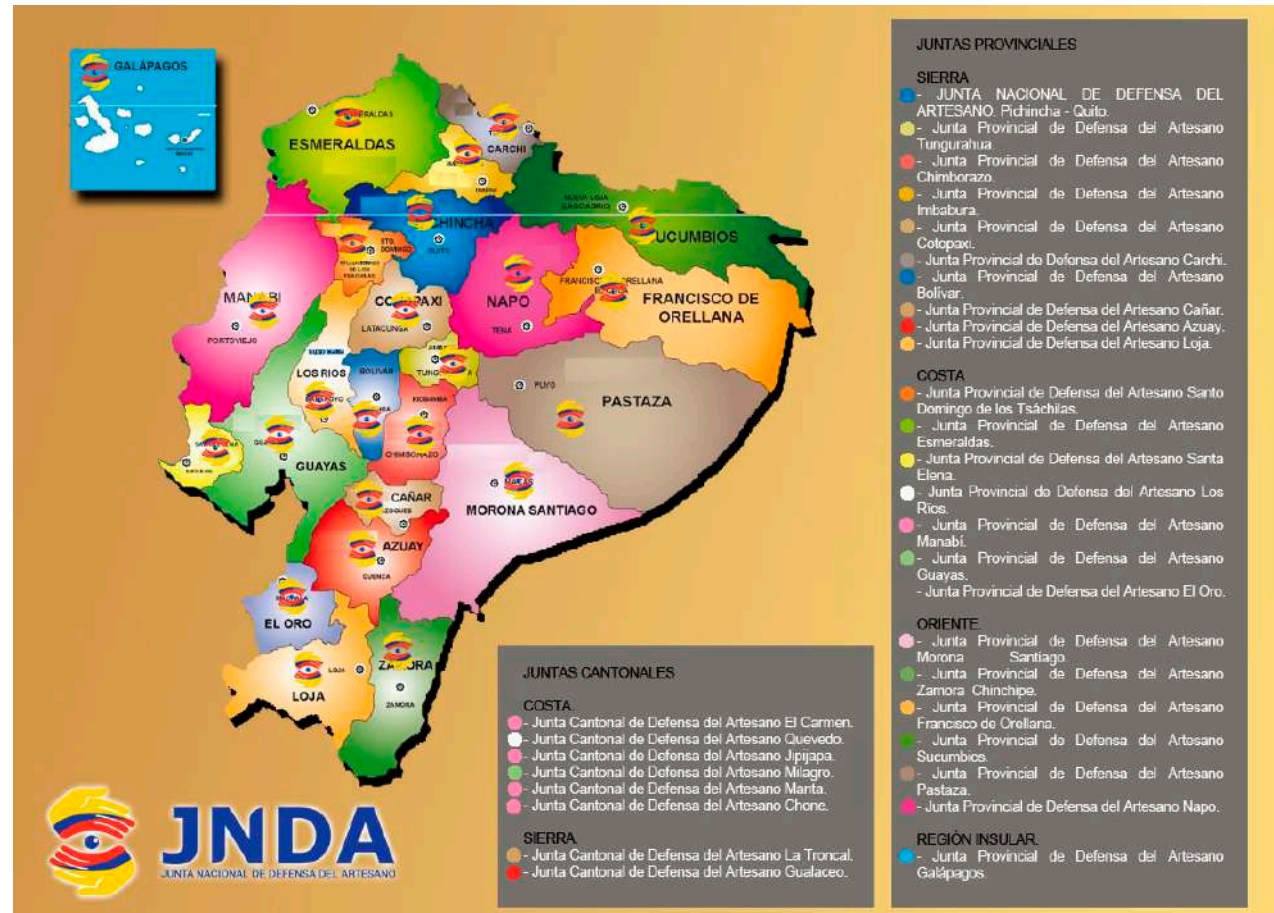 GALÁPAGOS
ESMERALDAS
CARCHI
CHINCHA
QUITO
UCUMBIOS
STO.
DOMINGO
MANABI
PORTOVIEJO
LATACUNGA
NAPO
TENA
FRANCISCO DE
ORELLANA
LOS RIOS
BOLIVAR
RIOBAMBA
CHIMBORAZO
PUYO
PASTAZA
GUAYAS
CAÑAR
MORONA SANTIAGO
AZUAY
CUENCA
EL ORO
LOJA
LOJA
ZAMORA
JUNTAS PROVINCIALES
SIERRA
- JUNTA NACIONAL DE DEFENSA DEL
ARTESANO. Pichincha - Quito.
- Junta Provincial de Defensa del Artesano
Tungurahua.
- Junta Provincial de Defensa del Artesano
Chimborazo.
- Junta Provincial de Defensa del Artesano
Imbabura.
- Junta Provincial de Defensa del Artesano
Cotopaxi.
- Junta Provincial de Defensa del Artesano Carchi.
- Junta Provincial de Defensa del Artesano
Bolívar.
- Junta Provincial de Defensa del Artesano Cañar.
- Junta Provincial de Defensa del Artesano Azuay.
- Junta Provincial de Defensa del Artesano Loja.
COSTA
- Junta Provincial de Defensa del Artesano Santo
Domingo de los Tsáchilas.
- Junta Provincial de Defensa del Artesano
Esmeraldas.
- Junta Provincial de Defensa del Artesano Santa
Elena.
- Junta Provincial de Defensa del Artesano Los
Ríos.
- Junta Provincial de Defensa del Artesano
Manabí.
- Junta Provincial de Defensa del Artesano
Guayas.
- Junta Provincial de Defensa del Artesano El Oro.
ORIENTE.
- Junta Provincial de Defensa del Artesano
Morona Santiago.
- Junta Provincial de Defensa del Artesano
Zamora Chinchipe.
- Junta Provincial de Defensa del Artesano
Francisco de Orellana.
- Junta Provincial de Defensa del Artesano
Sucumbios.
- Junta Provincial de Defensa del Artesano
Pastaza.
- Junta Provincial de Defensa del Artesano Napo.
REGIÓN INSULAR.
- Junta Provincial de Defensa del Artesano
Galápagos.
JUNTAS CANTONALES
COSTA.
- Junta Cantonal de Defensa del Artesano El Carmen.
- Junta Cantonal de Defensa del Artesano Quevedo.
- Junta Cantonal de Defensa del Artesano Jipijapa.
- Junta Cantonal de Defensa del Artesano Milagro.
- Junta Cantonal de Defensa del Artesano Manta.
- Junta Cantonal de Defensa del Artesano Chone.
SIERRA.
- Junta Cantonal de Defensa del Artesano La Troncal.
- Junta Cantonal de Defensa del Artesano Gualaceo.
JNDA
JUNTA NACIONAL DE DEFENSA DEL ARTESANO